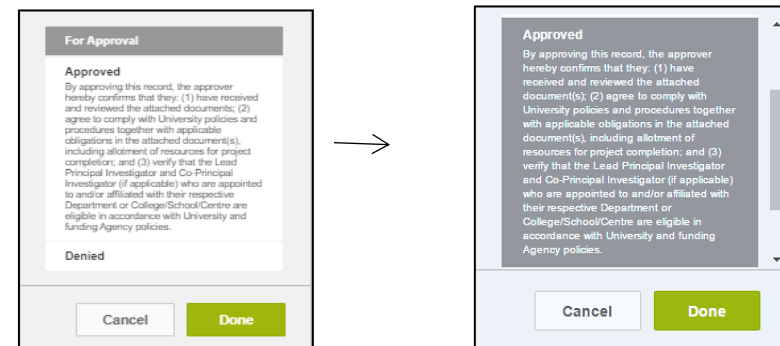 For Approval
Approved
By approving this record, the approver
hereby confirms that they: (1) have received
and reviewed the attached documents; (2)
agree to comply with University policies and
procedures together with applicable
obligations in the attached document(s),
including allotment of resources for project
completion; and (3) verify that the Lead
Principal Investigator and Co-Principal
Investigator (if applicable) who are appointed
to and/or affiliated with their respective
Department or College/School/Centre are
eligible in accordance with University and
funding Agency policies.
Denied
Cancel
Done
Approved
By approving this record, the approver
hereby confirms that they: (1) have
received and reviewed the attached
document(s); (2) agree to comply with
University policies and procedures together
with applicable obligations in the attached
document(s), including allotment of
resources for project completion; and (3)
verify that the Lead Principal Investigator
and Co-Principal Investigator (if applicable)
who are appointed to and/or affiliated with
their respective Department or
College/School/Centre are eligible in
accordance with University and funding
Agency policies.
Cancel
Done